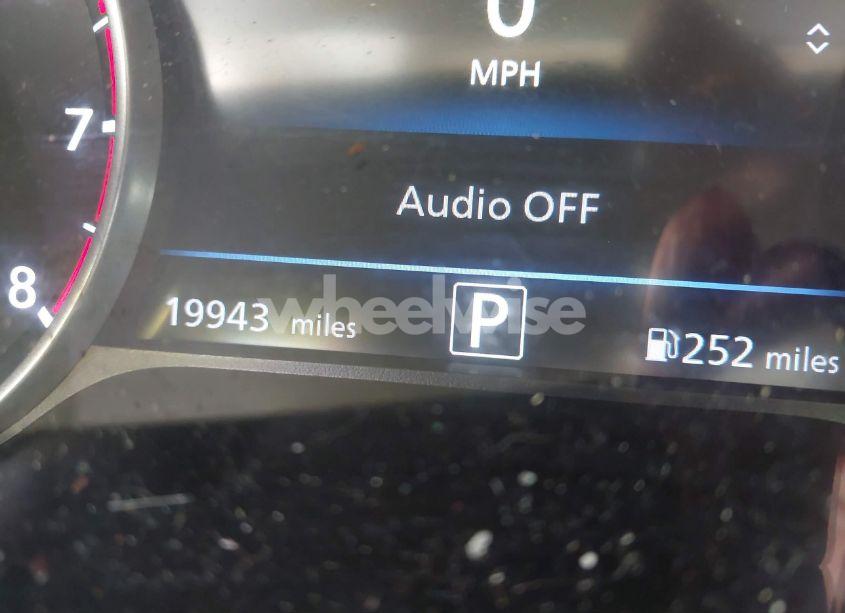 0
MPH
7
Audio OFF
8
19943 miles
P
252 miles
wheelwise